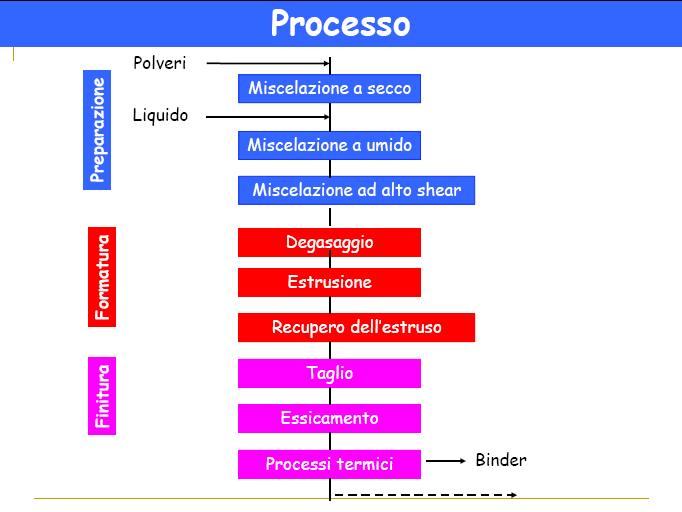 Processo
Polveri
Miscelazione a secco
Liquido
Preparazione
Miscelazione a umido
Miscelazione ad alto shear
Degasaggio
Formatura
Estrusione
Recupero dell'estruso
Taglio
Finitura
Essicamento
Processi termici
Binder